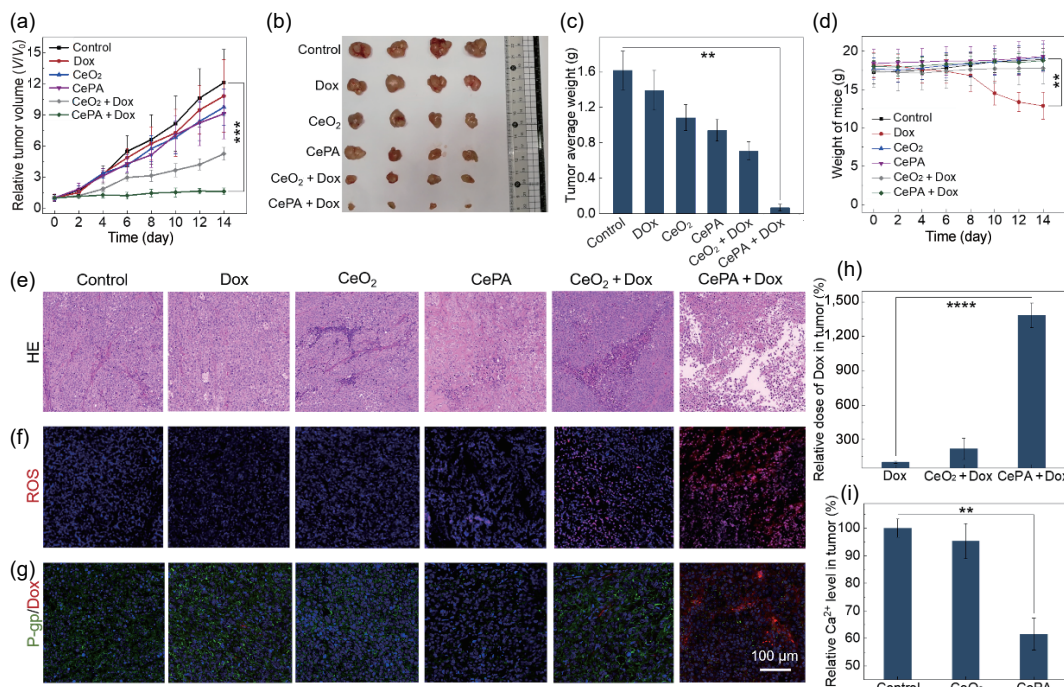 (a)
Relative tumor volume (V/V₀)
15
12
9
6
3
0
Control
Dox
CeO₂
CePA
CeO₂ + Dox
CePA + Dox
***
0 2 4 6 8 10 12 14
Time (day)
(b)
Control
Dox
CeO₂
CePA
CeO₂ + Dox
CePA + Dox
(c)
Tumor average weight (g)
1.8
1.2
0.6
0.0
**
Control
DOx
CeO₂
CePA
CeO₂ + DOx
CePA + DOx
(d)
Weight of mice (g)
20
15
10
5
0
Control
Dox
CeO₂
CePA
CeO₂ + Dox
CePA + Dox
**
0 2 4 6 8 10 12 14
Time (day)
(e)
Control Dox CeO₂ CePA CeO₂ + Dox CePA + Dox
HE
(f)
ROS
(g)
P-gp/Dox
100 μm
(h)
Relative dose of Dox in tumor (%)
1,500
1,200
900
600
300
****
Dox CeO₂ + Dox CePA + Dox
(i)
Relative Ca²⁺ level in tumor (%)
100
90
80
70
60
50
**
Control CeO₂ CePA